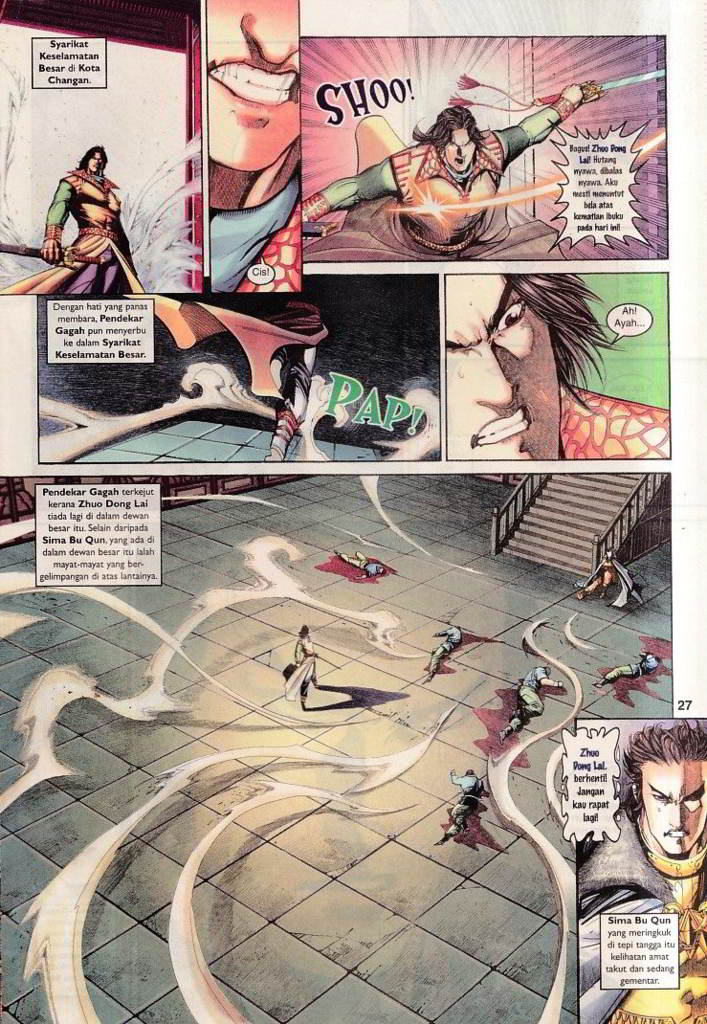 Syarikat
Keselamatan
Besar di Kota
Changan.
Cis!
SHOO!
Bagus! Zhuo Dong
Lai! Hutang
nyawa, dibalas
nyawa. Aku
mesti menuntut
bela atas
kematian ibuku
pada hari ini!
Dengan hati yang panas
membara, Pendekar
Gagah pun menyerbu
ke dalam Syarikat
Keselamatan Besar.
PAP!
Ah!
Ayah...
Pendekar Gagah terkejut
kerana Zhuo Dong Lai
tiada lagi di dalam dewan
besar itu. Selain daripada
Sima Bu Qun, yang ada di
dalam dewan besar itu ialah
mayat-mayat yang ber-
gelimpangan di atas lantainya.
27
Zhuo
Dong Lai,
berhenti!
Jangan
kau rapat
lagi!
Sima Bu Qun
yang meringkuk
di tepi tangga itu
kelihatan amat
takut dan sedang
gementar.